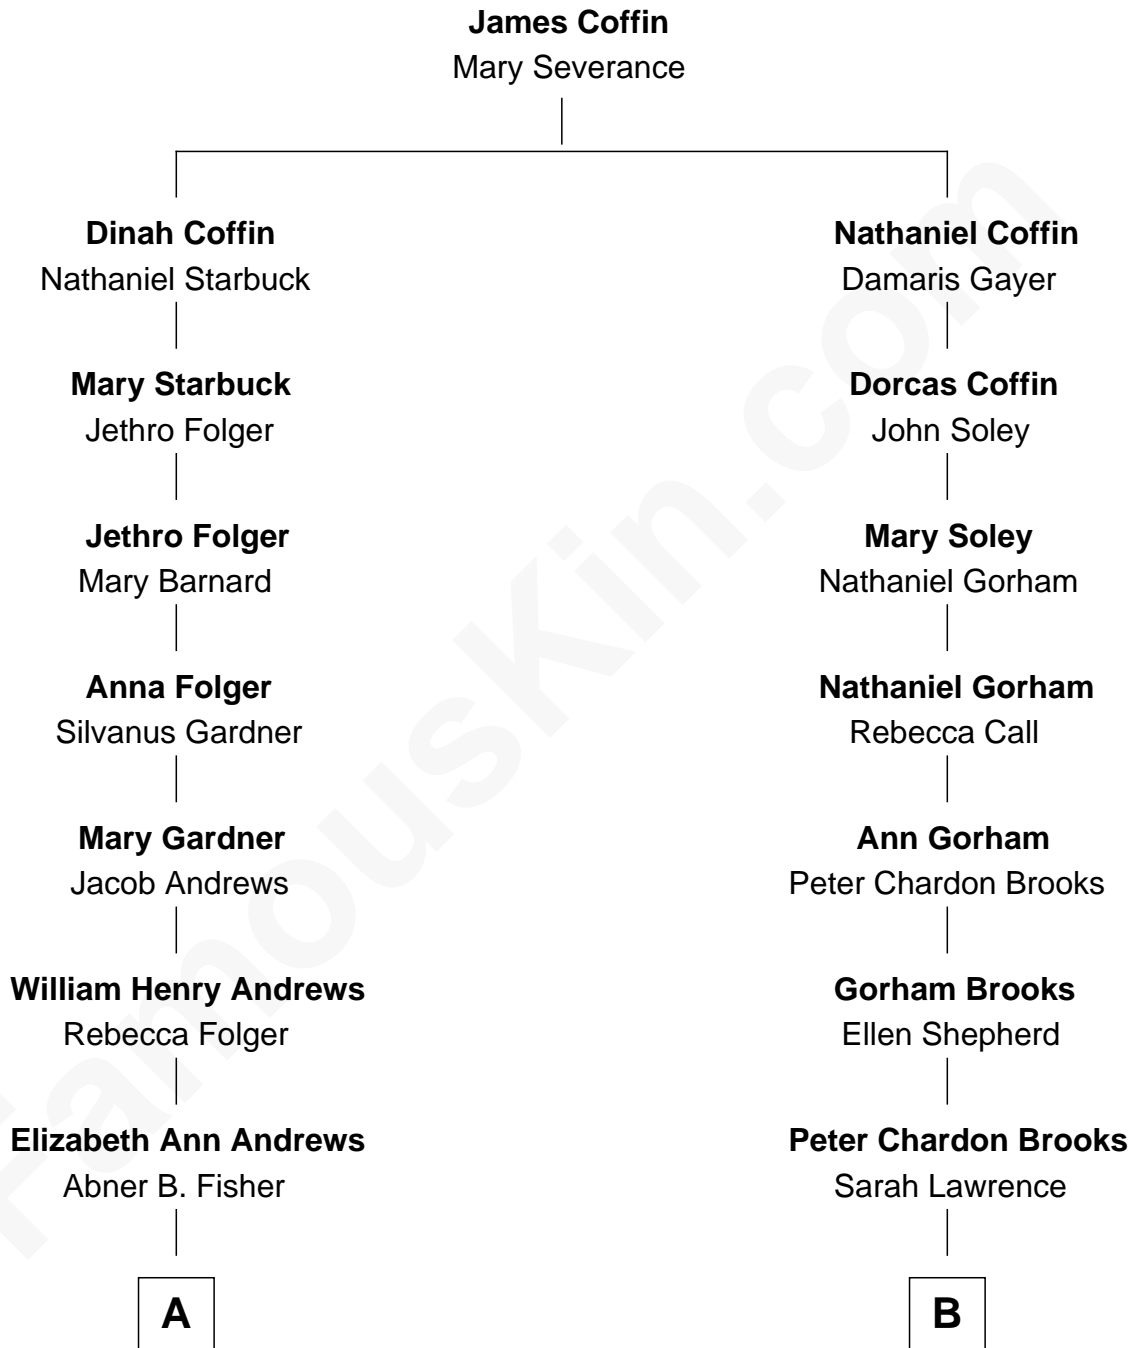 James Coffin
Mary Severance
Dinah Coffin
Nathaniel Starbuck
Nathaniel Coffin
Damaris Gayer
Mary Starbuck
Jethro Folger
Dorcas Coffin
John Soley
Jethro Folger
Mary Barnard
Mary Soley
Nathaniel Gorham
Anna Folger
Silvanus Gardner
Nathaniel Gorham
Rebecca Call
Mary Gardner
Jacob Andrews
Ann Gorham
Peter Chardon Brooks
William Henry Andrews
Rebecca Folger
Gorham Brooks
Ellen Shepherd
Elizabeth Ann Andrews
Abner B. Fisher
Peter Chardon Brooks
Sarah Lawrence
A
B
FamousKin.com